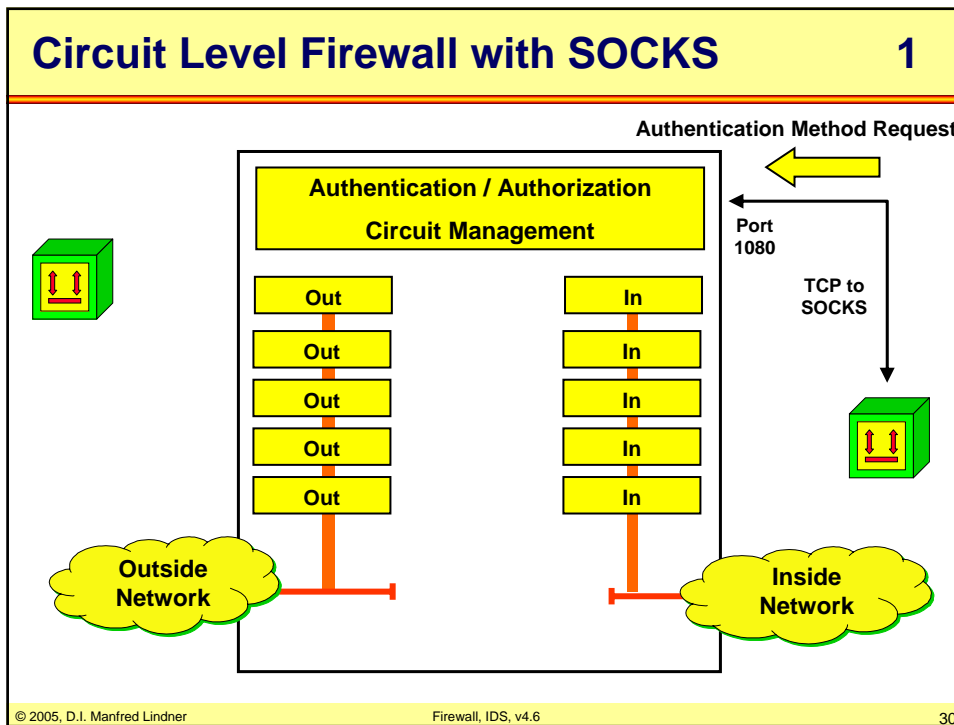 Circuit Level Firewall with SOCKS 1
Authentication Method Request
Authentication / Authorization
Circuit Management
Port
1080
TCP to
SOCKS
Out
In
Out
In
Out
In
Out
In
Out
In
Outside
Network
Inside
Network
© 2005, D.I. Manfred Lindner
Firewall, IDS, v4.6
30